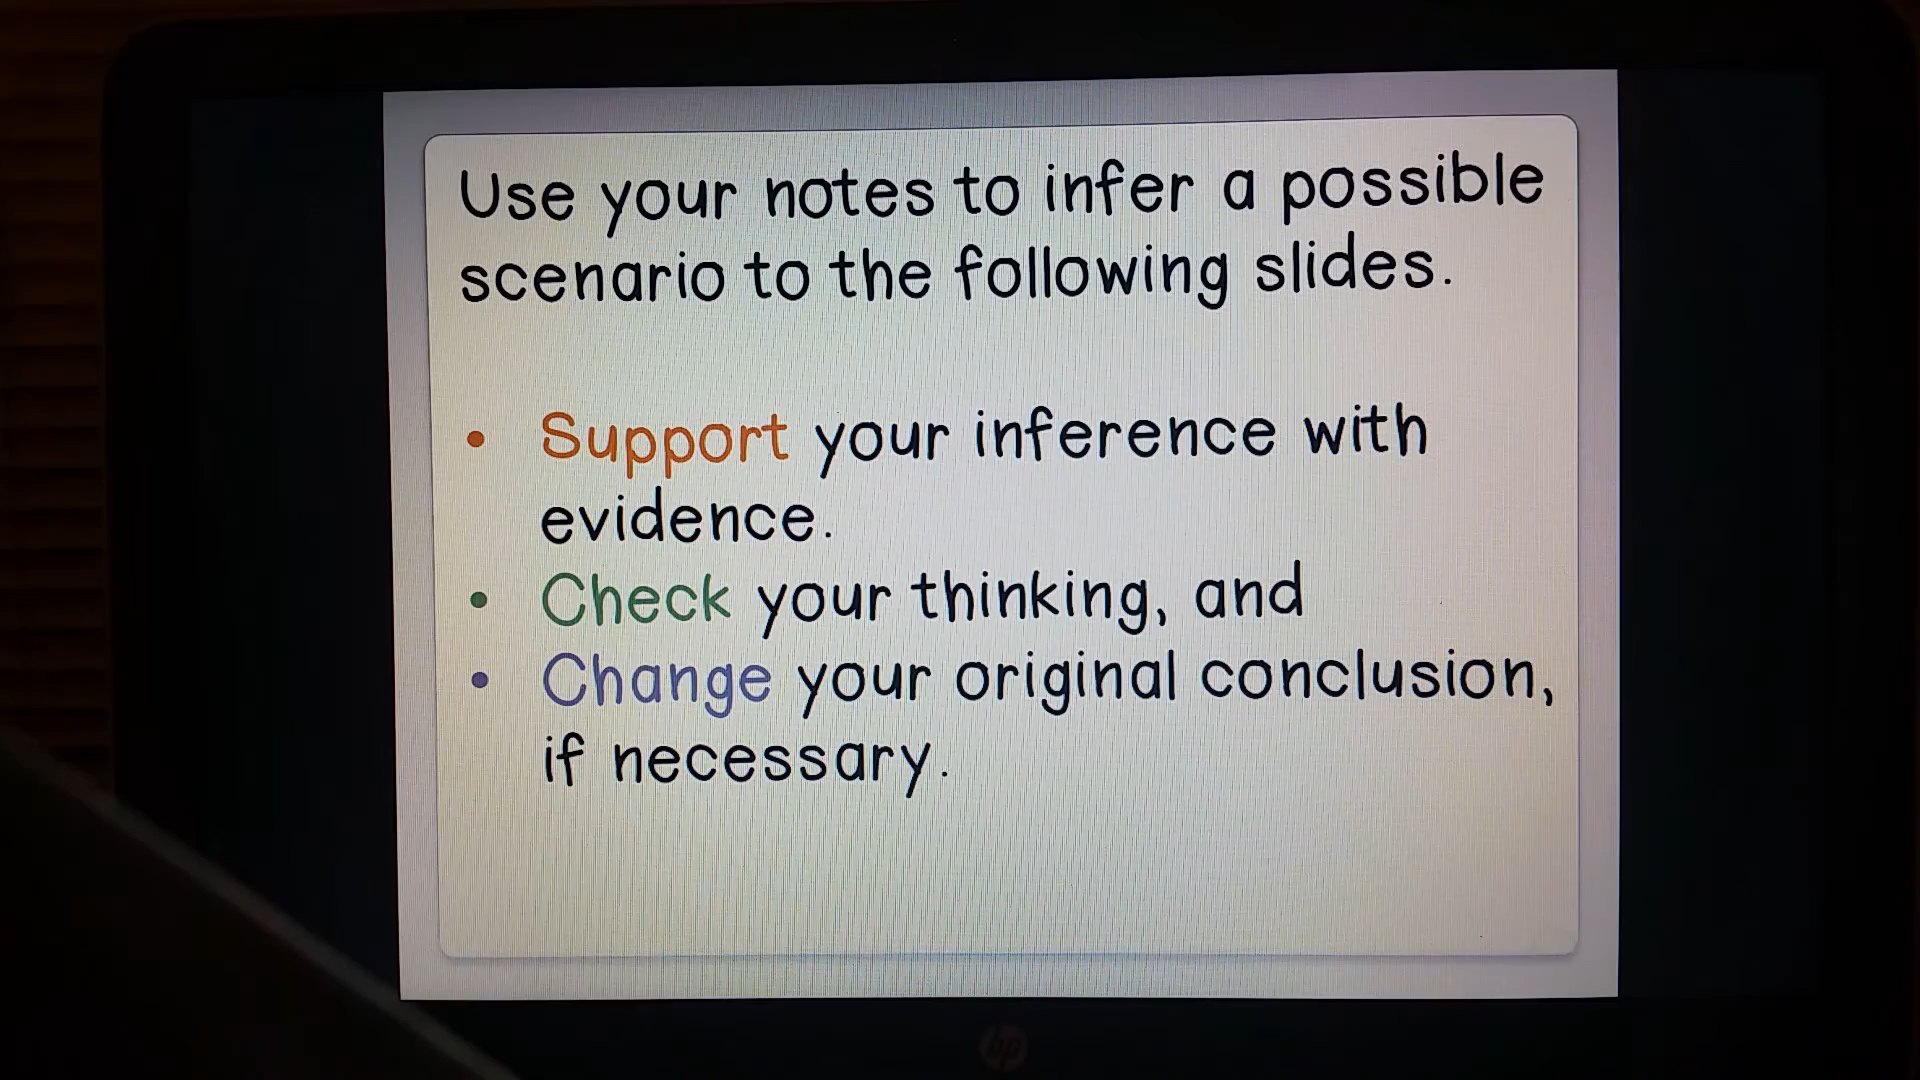 Use your notes to infer a possible
scenario to the following slides.
• Support your inference with
evidence.
• Check your thinking, and
• Change your original conclusion,
if necessary.
hp